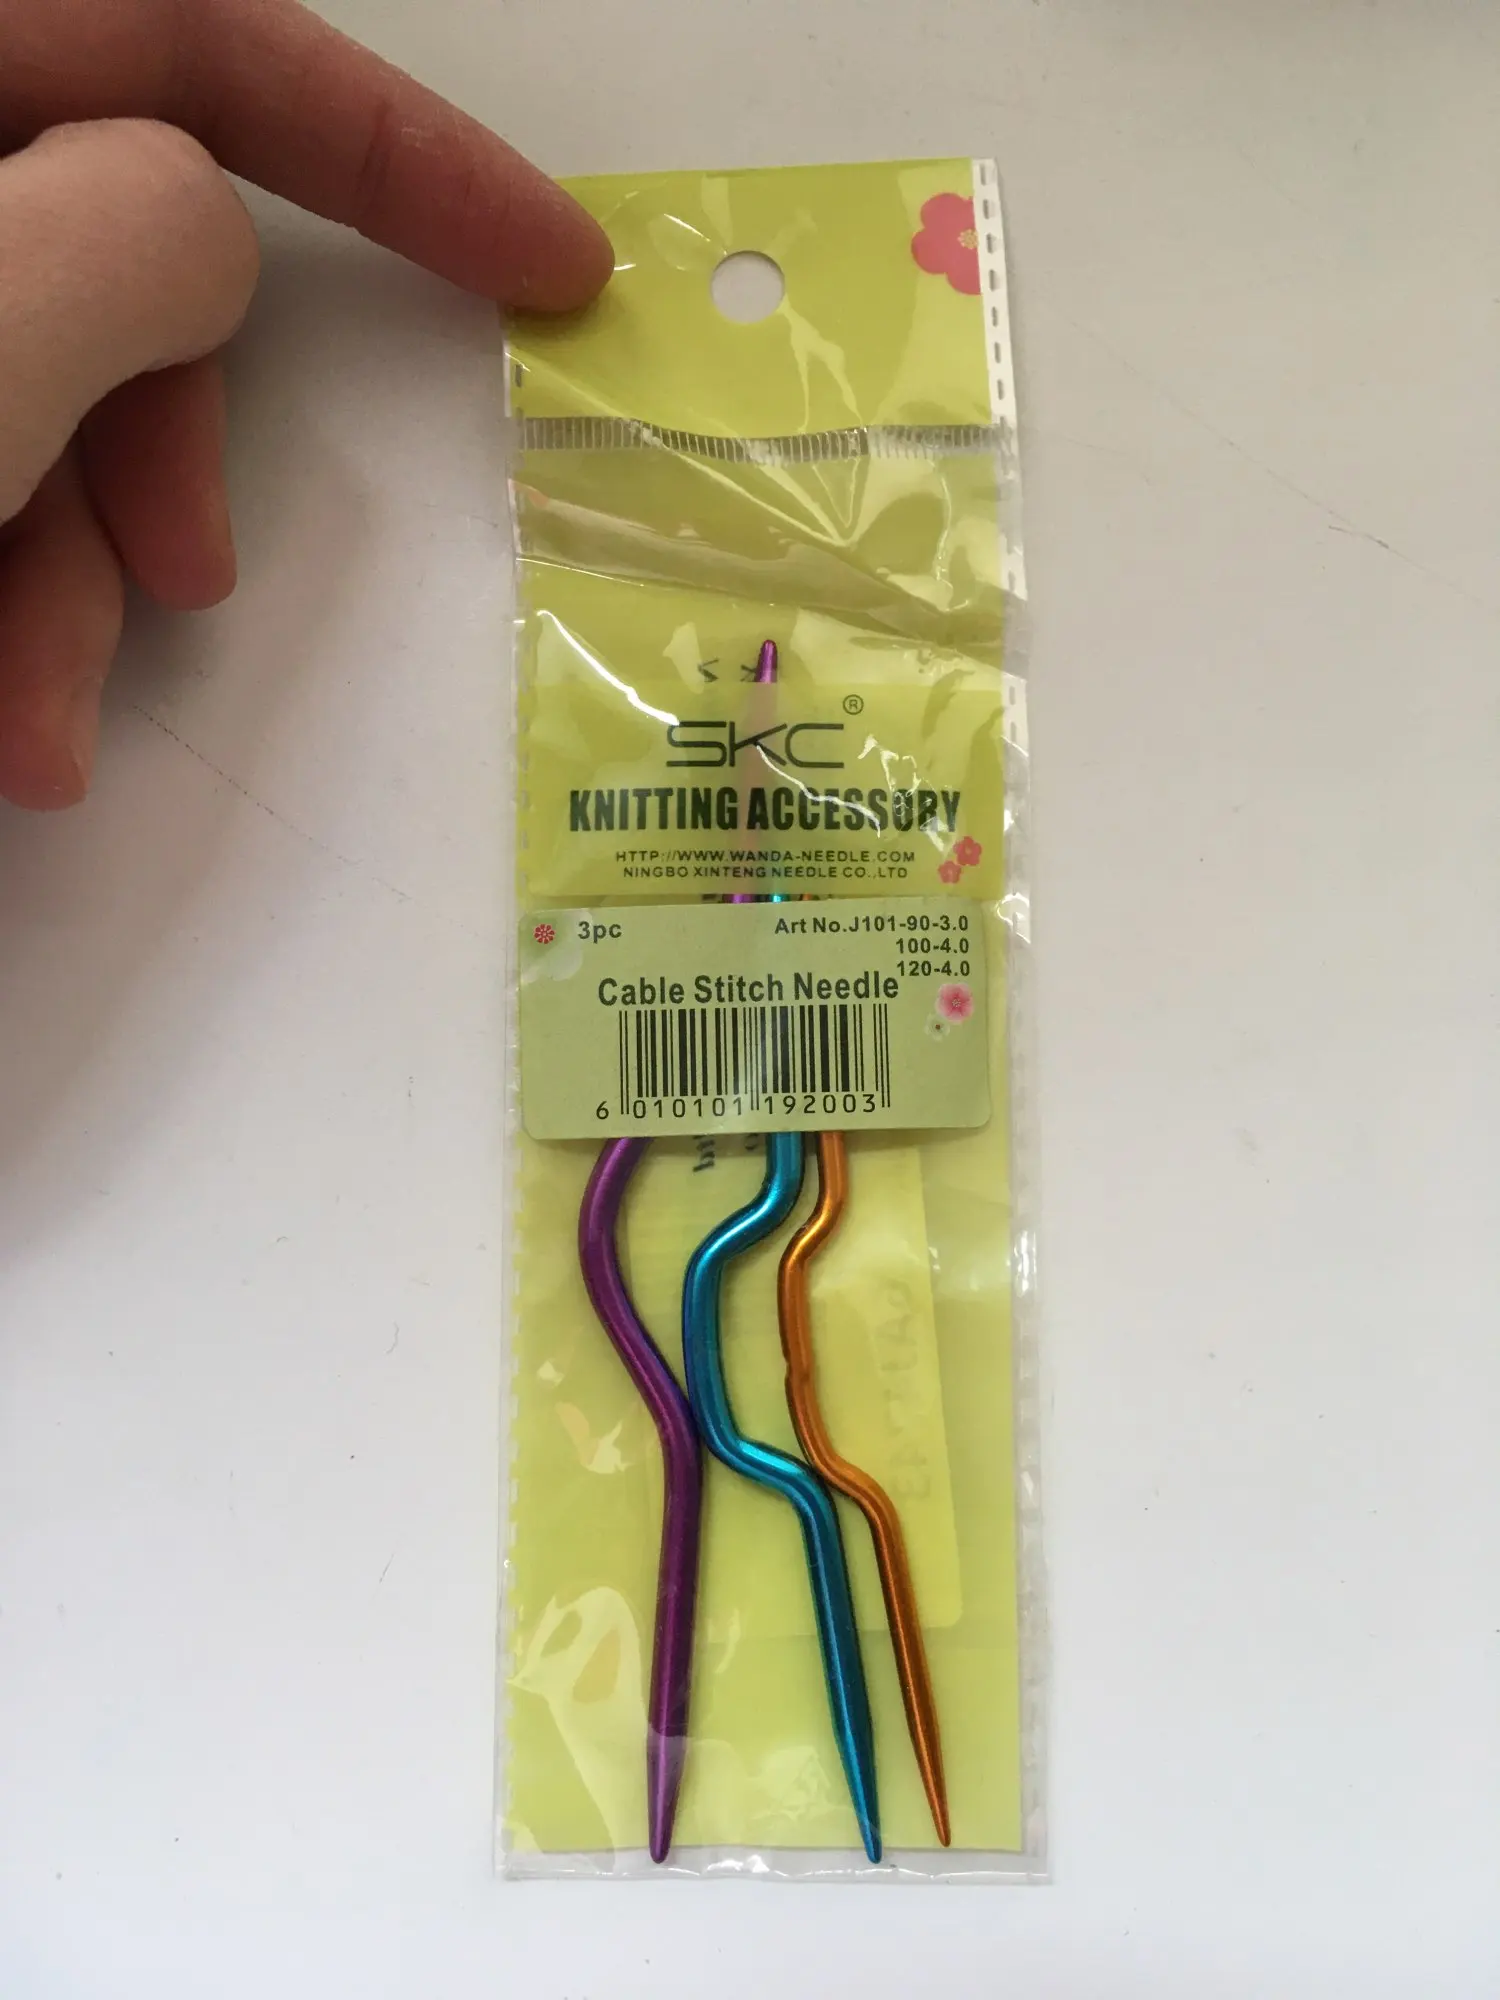 SKC®
KNITTING ACCESSORY
HTTP://WWW.WANDA-NEEDLE.COM
NINGBO XINTENG NEEDLE CO.,LTD
3pc
Art No.J101-90-3.0
100-4.0
120-4.0
Cable Stitch Needle
6 010101 192003